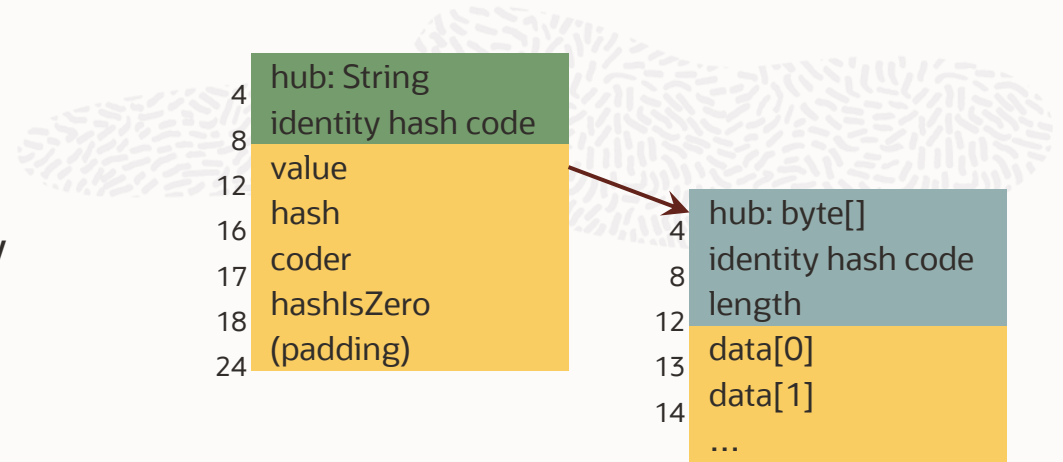 hub: String
4
identity hash code
8
value
12
hash
16
coder
17
hashIsZero
18
(padding)
24
hub: byte[]
4
identity hash code
8
length
12
data[0]
13
data[1]
14
...